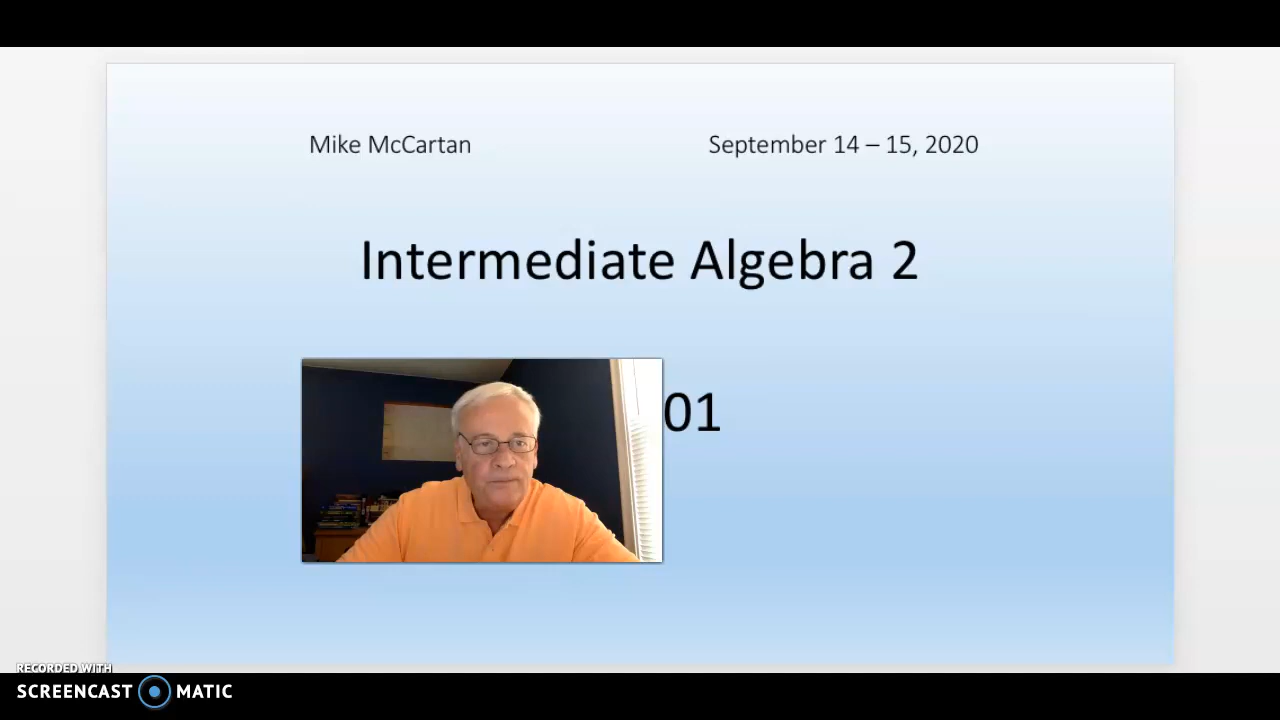 Mike McCartan
September 14 – 15, 2020
Intermediate Algebra 2
01
RECORDED WITH
SCREENCAST MATIC